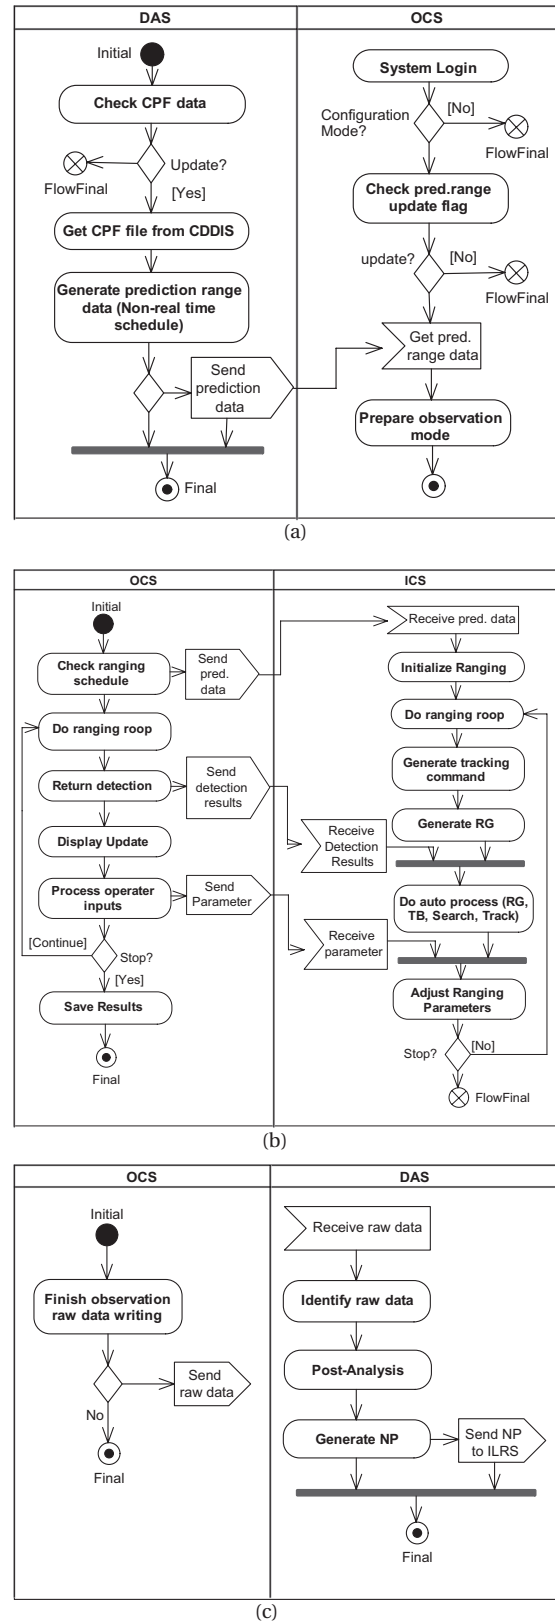 DAS
OCS
Initial
Check CPF data
Update?
FlowFinal
[Yes]
Get CPF file from CDDIS
Generate prediction range
data (Non-real time
schedule)
Send
prediction
data
Final
System Login
Configuration
Mode?
[No]
FlowFinal
Check pred.range
update flag
update?
[No]
FlowFinal
Get pred.
range data
Prepare observation
mode
(a)
OCS
ICS
Initial
Check ranging
schedule
Send
pred.
data
Do ranging roop
Return detection
Send
detection
results
Display Update
Process operater
inputs
Send
Parameter
[Continue]
Stop?
[Yes]
Save Results
Final
Receive pred. data
Initialize Ranging
Do ranging roop
Generate tracking
command
Generate RG
Receive
Detection
Results
Do auto process (RG,
TB, Search, Track)
Receive
parameter
Adjust Ranging
Parameters
Stop?
[No]
FlowFinal
(b)
OCS
DAS
Initial
Finish observation
raw data writing
Send
raw data
No
Final
Receive raw data
Identify raw data
Post-Analysis
Generate NP
Send NP
to ILRS
Final
(c)